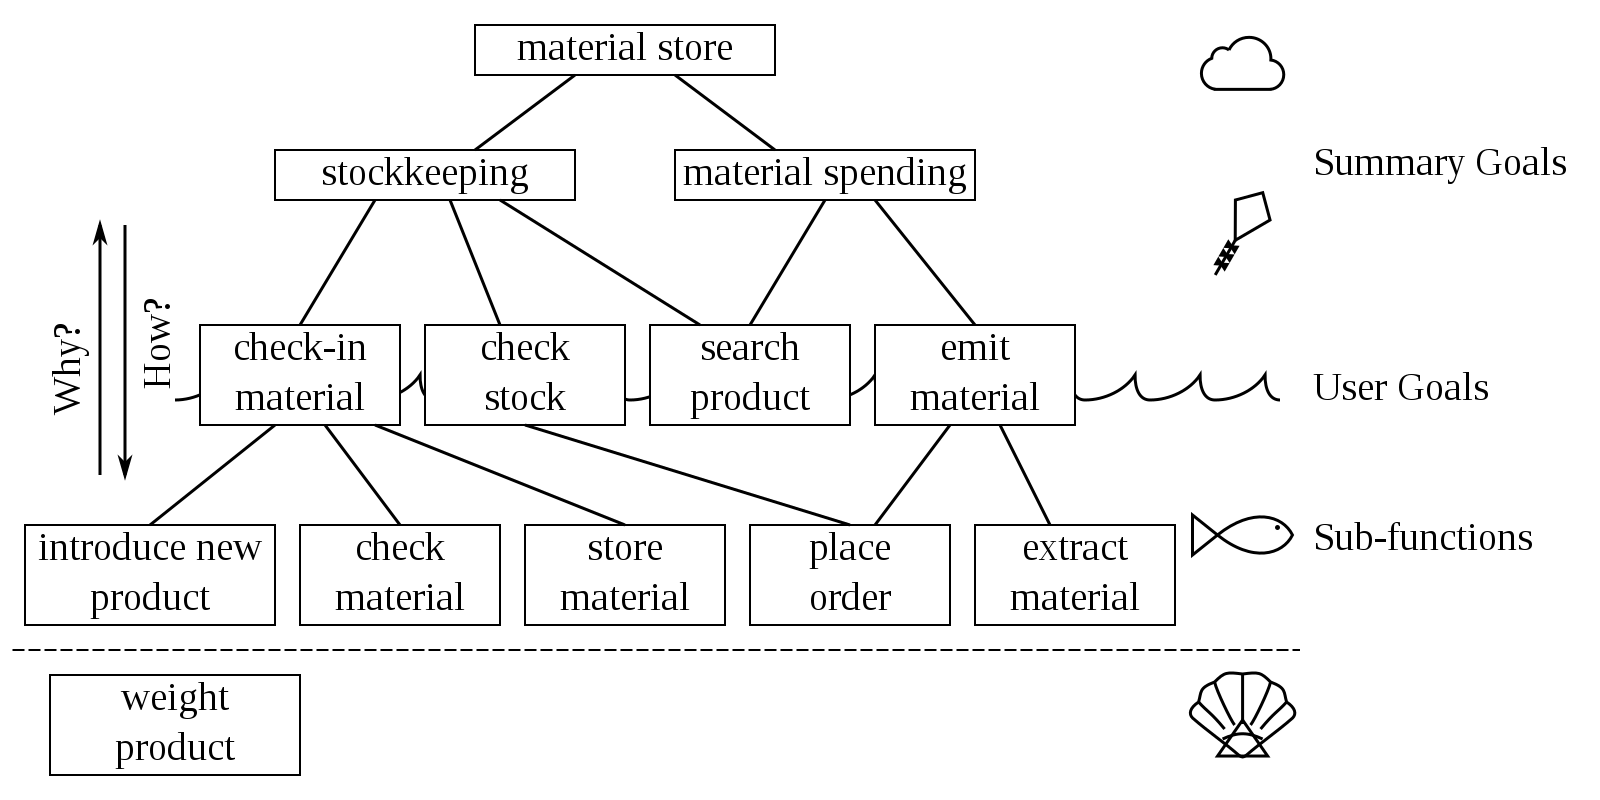 material store
stockkeeping
material spending
Summary Goals
Why?
How?
check-in
material
check
stock
search
product
emit
material
User Goals
introduce new
product
check
material
store
material
place
order
extract
material
Sub-functions
weight
product